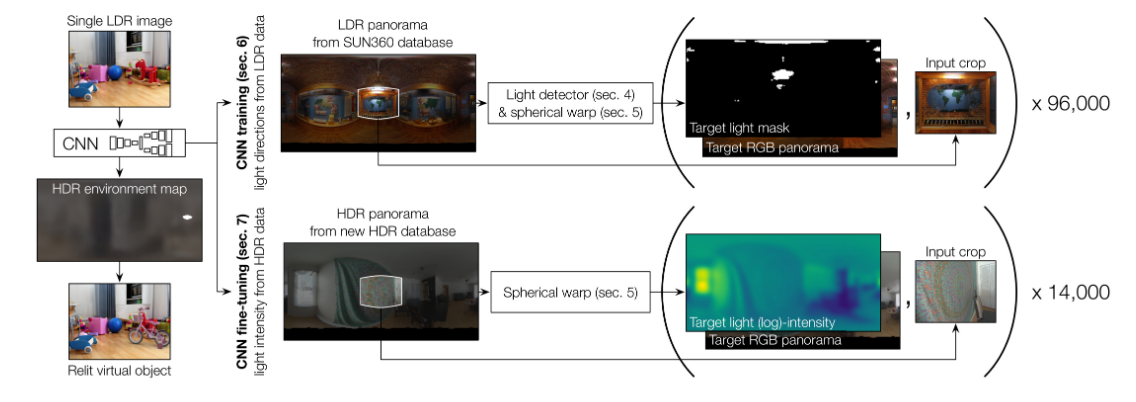 Single LDR image
CNN
HDR environment map
Relit virtual object
CNN training (sec. 6)
light directions from LDR data
LDR panorama
from SUN360 database
Light detector (sec. 4)
& spherical warp (sec. 5)
Target light mask
Target RGB panorama
,
Input crop
x 96,000
CNN fine-tuning (sec. 7)
light intensity from HDR data
HDR panorama
from new HDR database
Spherical warp (sec. 5)
Target light (log)-intensity
Target RGB panorama
,
Input crop
x 14,000